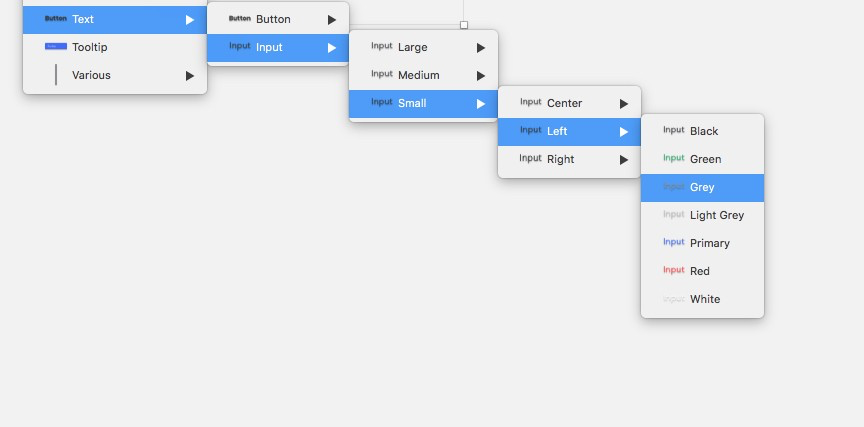 Button Text
Tooltip
Various
Button Button
Input Input
Input Large
Input Medium
Input Small
Input Center
Input Left
Input Right
Input Black
Input Green
Input Grey
Input Light Grey
Input Primary
Input Red
Input White